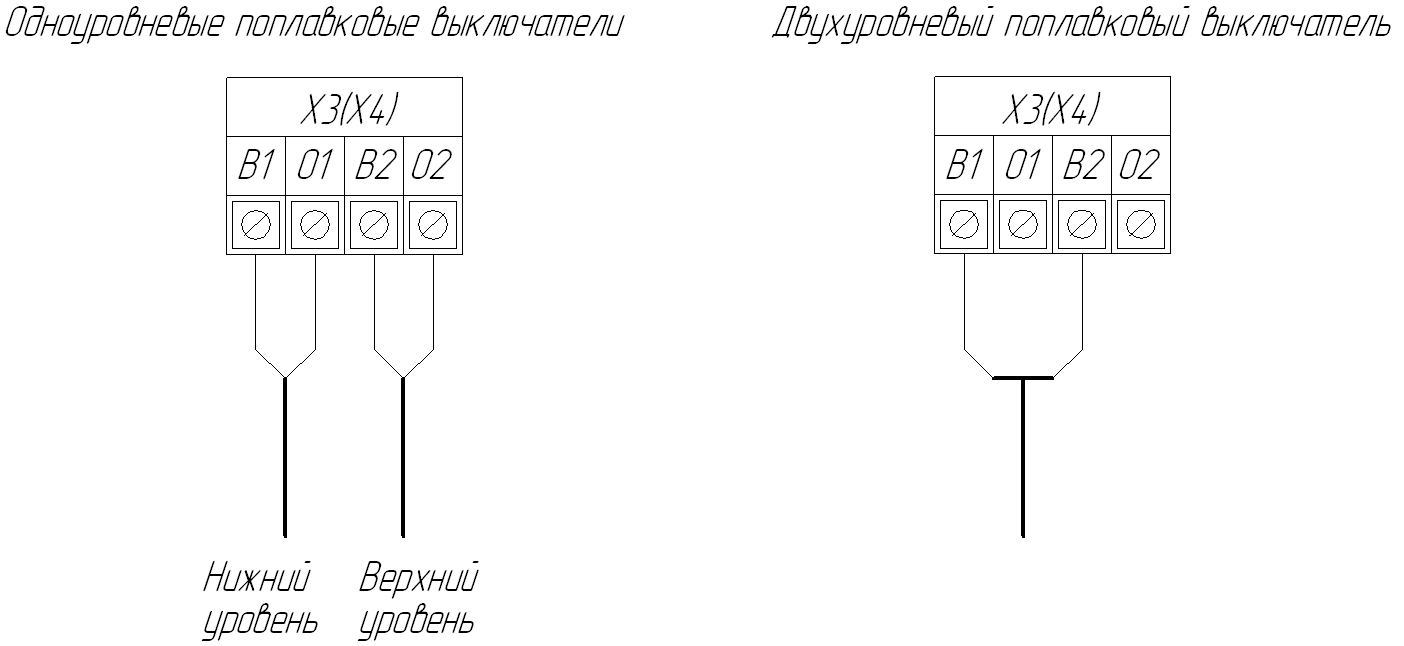 Одноуровневые поплавковые выключатели
Двухуровневый поплавковый выключатель
X3(X4)
B1 O1 B2 O2
X3(X4)
B1 O1 B2 O2
Нижний уровень
Верхний уровень